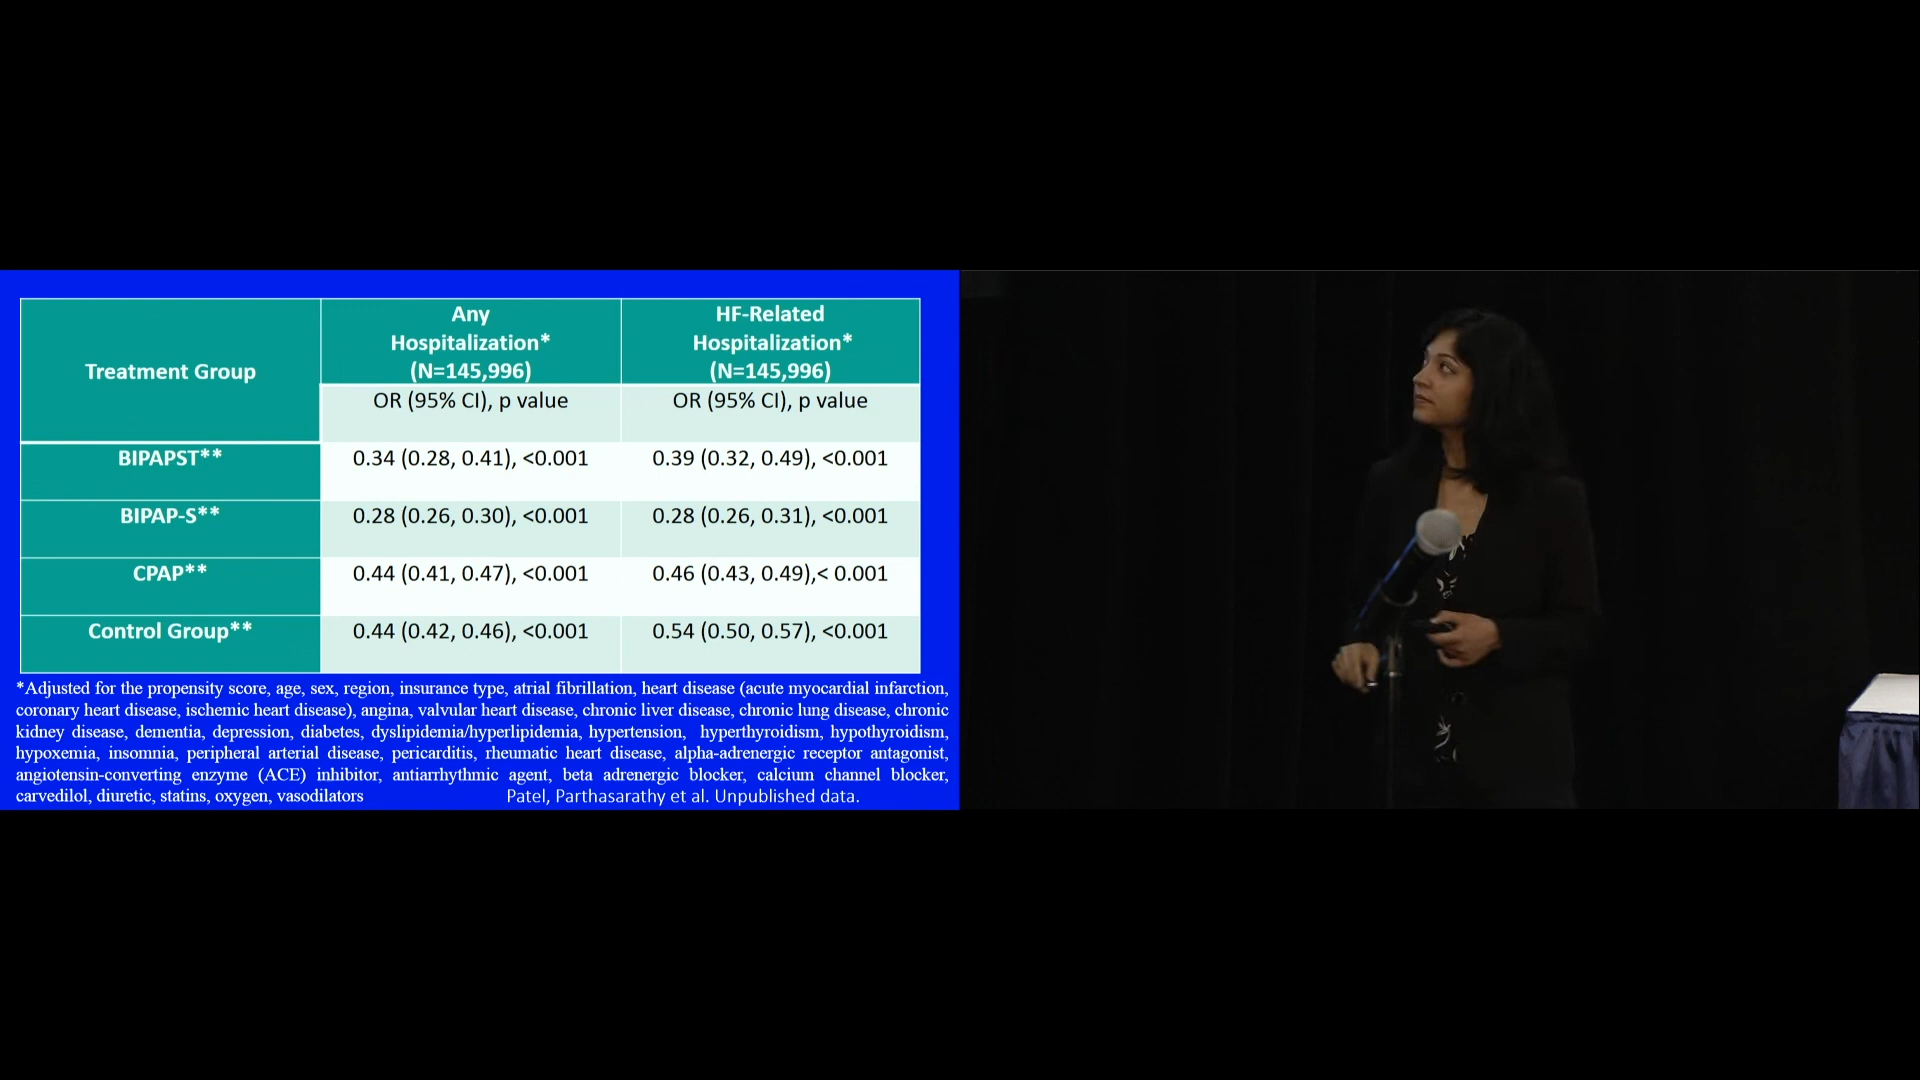 Treatment Group
Any
Hospitalization*
(N=145,996)
HF-Related
Hospitalization*
(N=145,996)
OR (95% CI), p value
OR (95% CI), p value
BIPAPST**
0.34 (0.28, 0.41), <0.001
0.39 (0.32, 0.49), <0.001
BIPAP-S**
0.28 (0.26, 0.30), <0.001
0.28 (0.26, 0.31), <0.001
CPAP**
0.44 (0.41, 0.47), <0.001
0.46 (0.43, 0.49),< 0.001
Control Group**
0.44 (0.42, 0.46), <0.001
0.54 (0.50, 0.57), <0.001
*Adjusted for the propensity score, age, sex, region, insurance type, atrial fibrillation, heart disease (acute myocardial infarction,
coronary heart disease, ischemic heart disease), angina, valvular heart disease, chronic liver disease, chronic lung disease, chronic
kidney disease, dementia, depression, diabetes, dyslipidemia/hyperlipidemia, hypertension, hyperthyroidism, hypothyroidism,
hypoxemia, insomnia, peripheral arterial disease, pericarditis, rheumatic heart disease, alpha-adrenergic receptor antagonist,
angiotensin-converting enzyme (ACE) inhibitor, antiarrhythmic agent, beta adrenergic blocker, calcium channel blocker,
carvedilol, diuretic, statins, oxygen, vasodilators
Patel, Parthasarathy et al. Unpublished data.